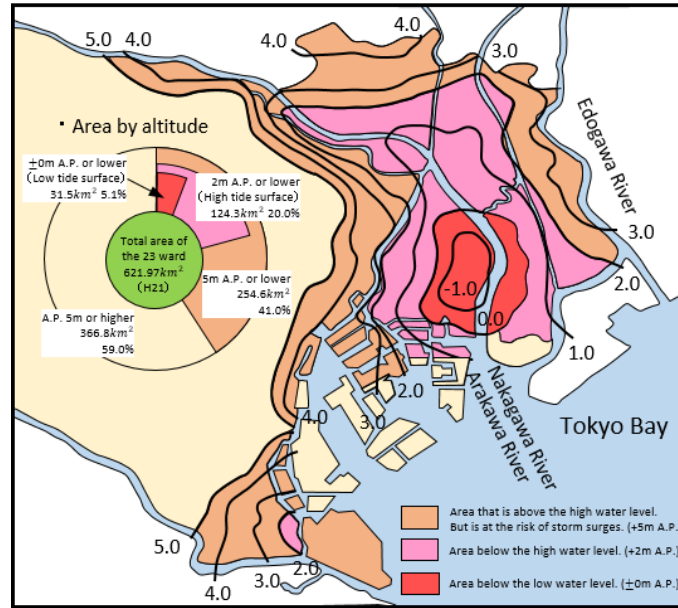 5.0
4.0
4.0
4.0
3.0
· Area by altitude
±0m A.P. or lower
(Low tide surface)
31.5km² 5.1%
2m A.P. or lower
(High tide surface)
124.3km² 20.0%
Total area of
the 23 ward
621.97km²
(H21)
5m A.P. or lower
254.6km²
41.0%
A.P. 5m or higher
366.8km²
59.0%
Edogawa River
3.0
2.0
-1.0
0.0
1.0
2.0
3.0
4.0
Nakagawa River
Arakawa River
Tokyo Bay
5.0
4.0
3.0
2.0
Area that is above the high water level.
But is at the risk of storm surges. (+5m A.P.
Area below the high water level. (+2m A.P.)
Area below the low water level. (±0m A.P.)